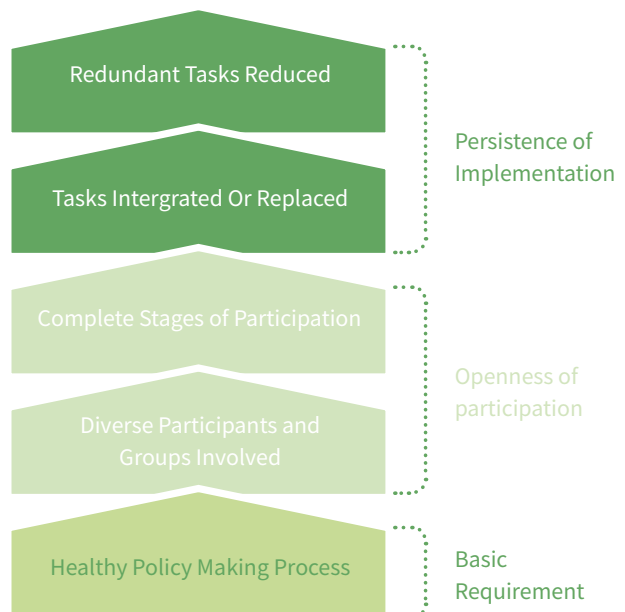 Redundant Tasks Reduced
Persistence of
Implementation
Tasks Intergrated Or Replaced
Complete Stages of Participation
Openness of
participation
Diverse Participants and
Groups Involved
Healthy Policy Making Process
Basic
Requirement